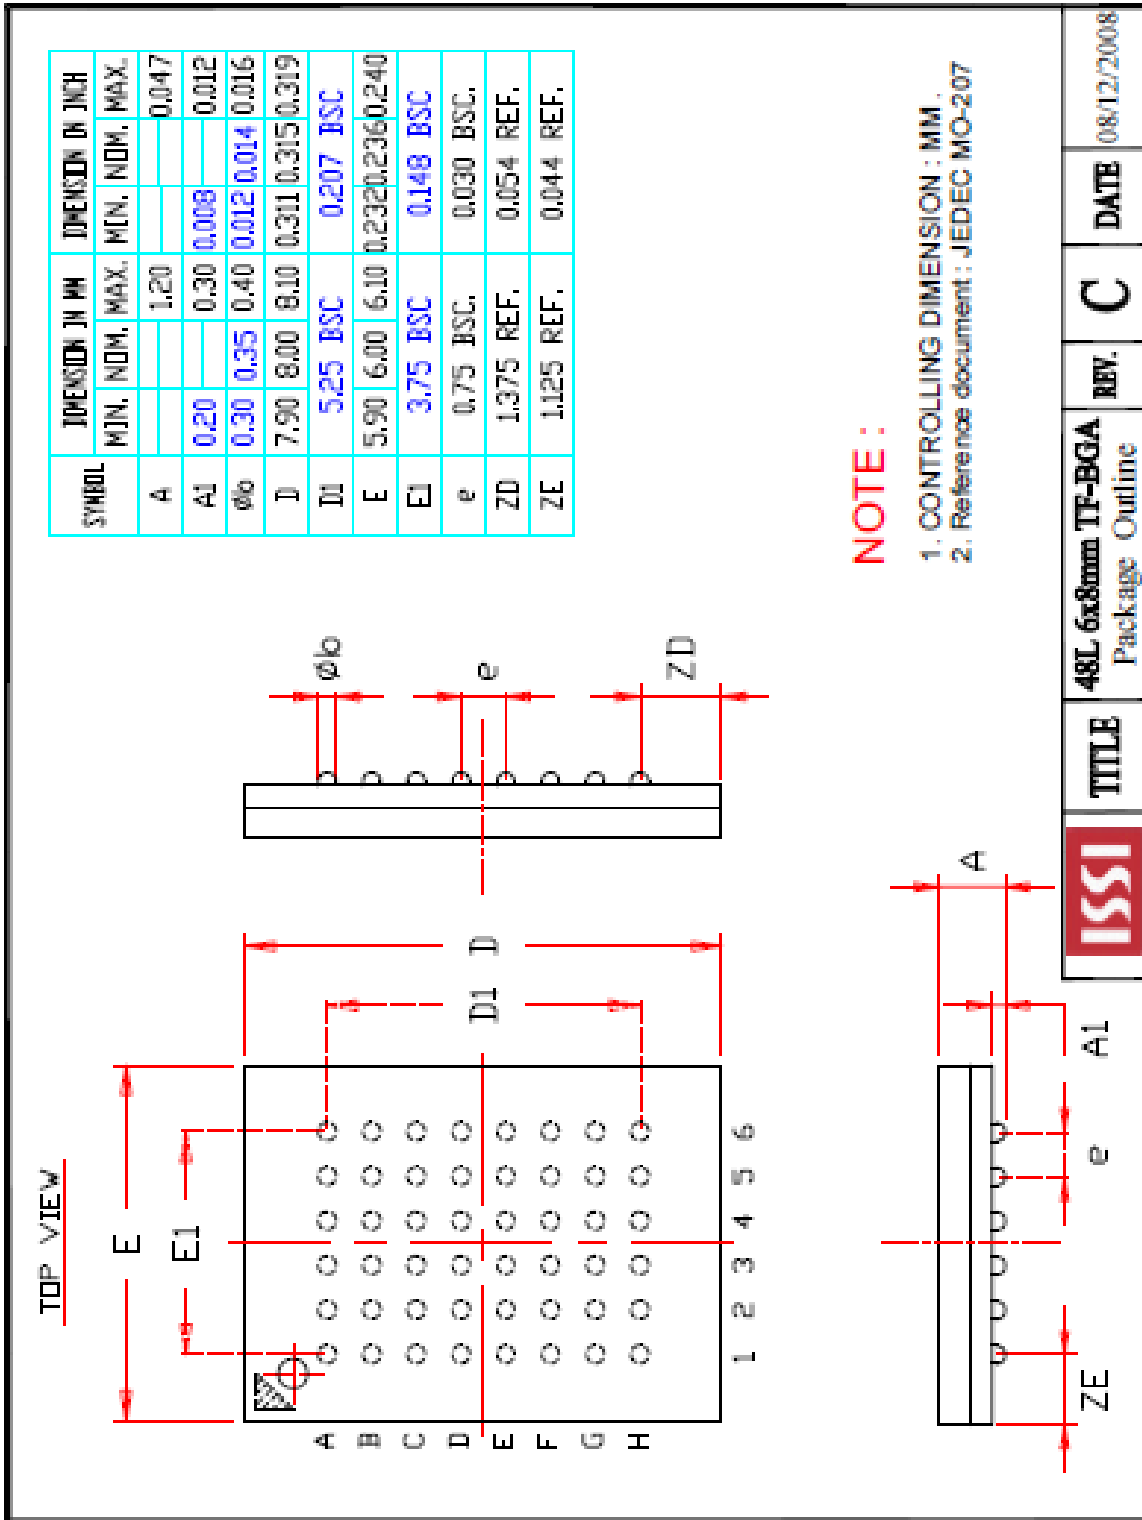 TOP VIEW
E
E1
A
B
C
D
E
F
G
H
1 2 3 4 5 6
D
D1
Øb
e
ZD
ZE
e
A1
A
SYMBOL DIMENSION IN MM DIMENSION IN INCH
MIN. NOM. MAX. MIN. NOM. MAX.
A 1.20 0.047
A1 0.20 0.30 0.008 0.012
Øb 0.30 0.35 0.40 0.012 0.014 0.016
D 7.90 8.00 8.10 0.311 0.315 0.319
D1 5.25 BSC 0.207 BSC
E 5.90 6.00 6.10 0.232 0.236 0.240
E1 3.75 BSC 0.148 BSC
e 0.75 BSC. 0.030 BSC.
ZD 1.375 REF. 0.054 REF.
ZE 1.125 REF. 0.044 REF.
NOTE :
1. CONTROLLING DIMENSION : MM .
2. Reference document : JEDEC MO-207
ISSI
TITLE
48L 6x8mm TF-BGA
Package Outline
REV.
C
DATE
08/12/2008